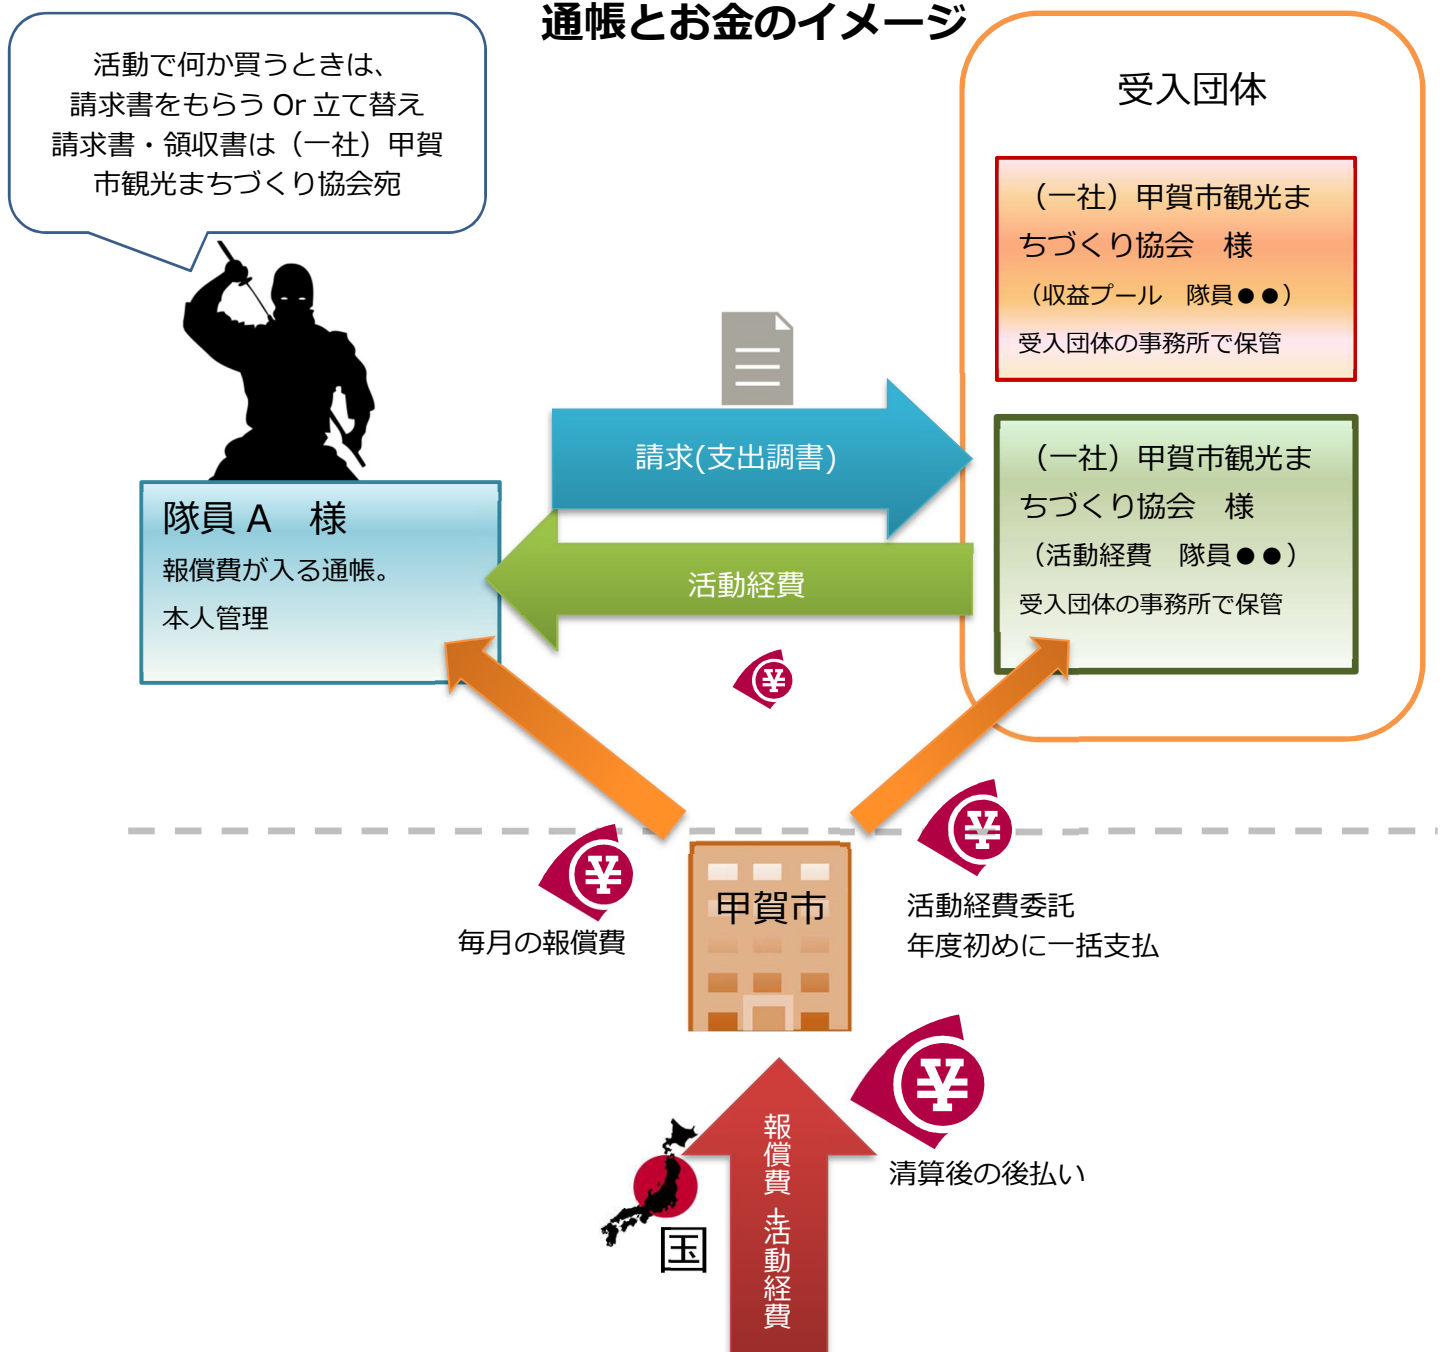 通帳とお金のイメージ
活動で何か買うときは、
請求書をもらう Or 立て替え
請求書・領収書は（一社）甲賀
市観光まちづくり協会宛
受入団体
（一社）甲賀市観光ま
ちづくり協会　様
（収益プール　隊員●●）
受入団体の事務所で保管
請求(支出調書)
（一社）甲賀市観光ま
ちづくり協会　様
（活動経費　隊員●●）
受入団体の事務所で保管
隊員 A　様
報償費が入る通帳。
本人管理
活動経費
毎月の報償費
甲賀市
活動経費委託
年度初めに一括支払
報償費+活動経費
清算後の後払い
国